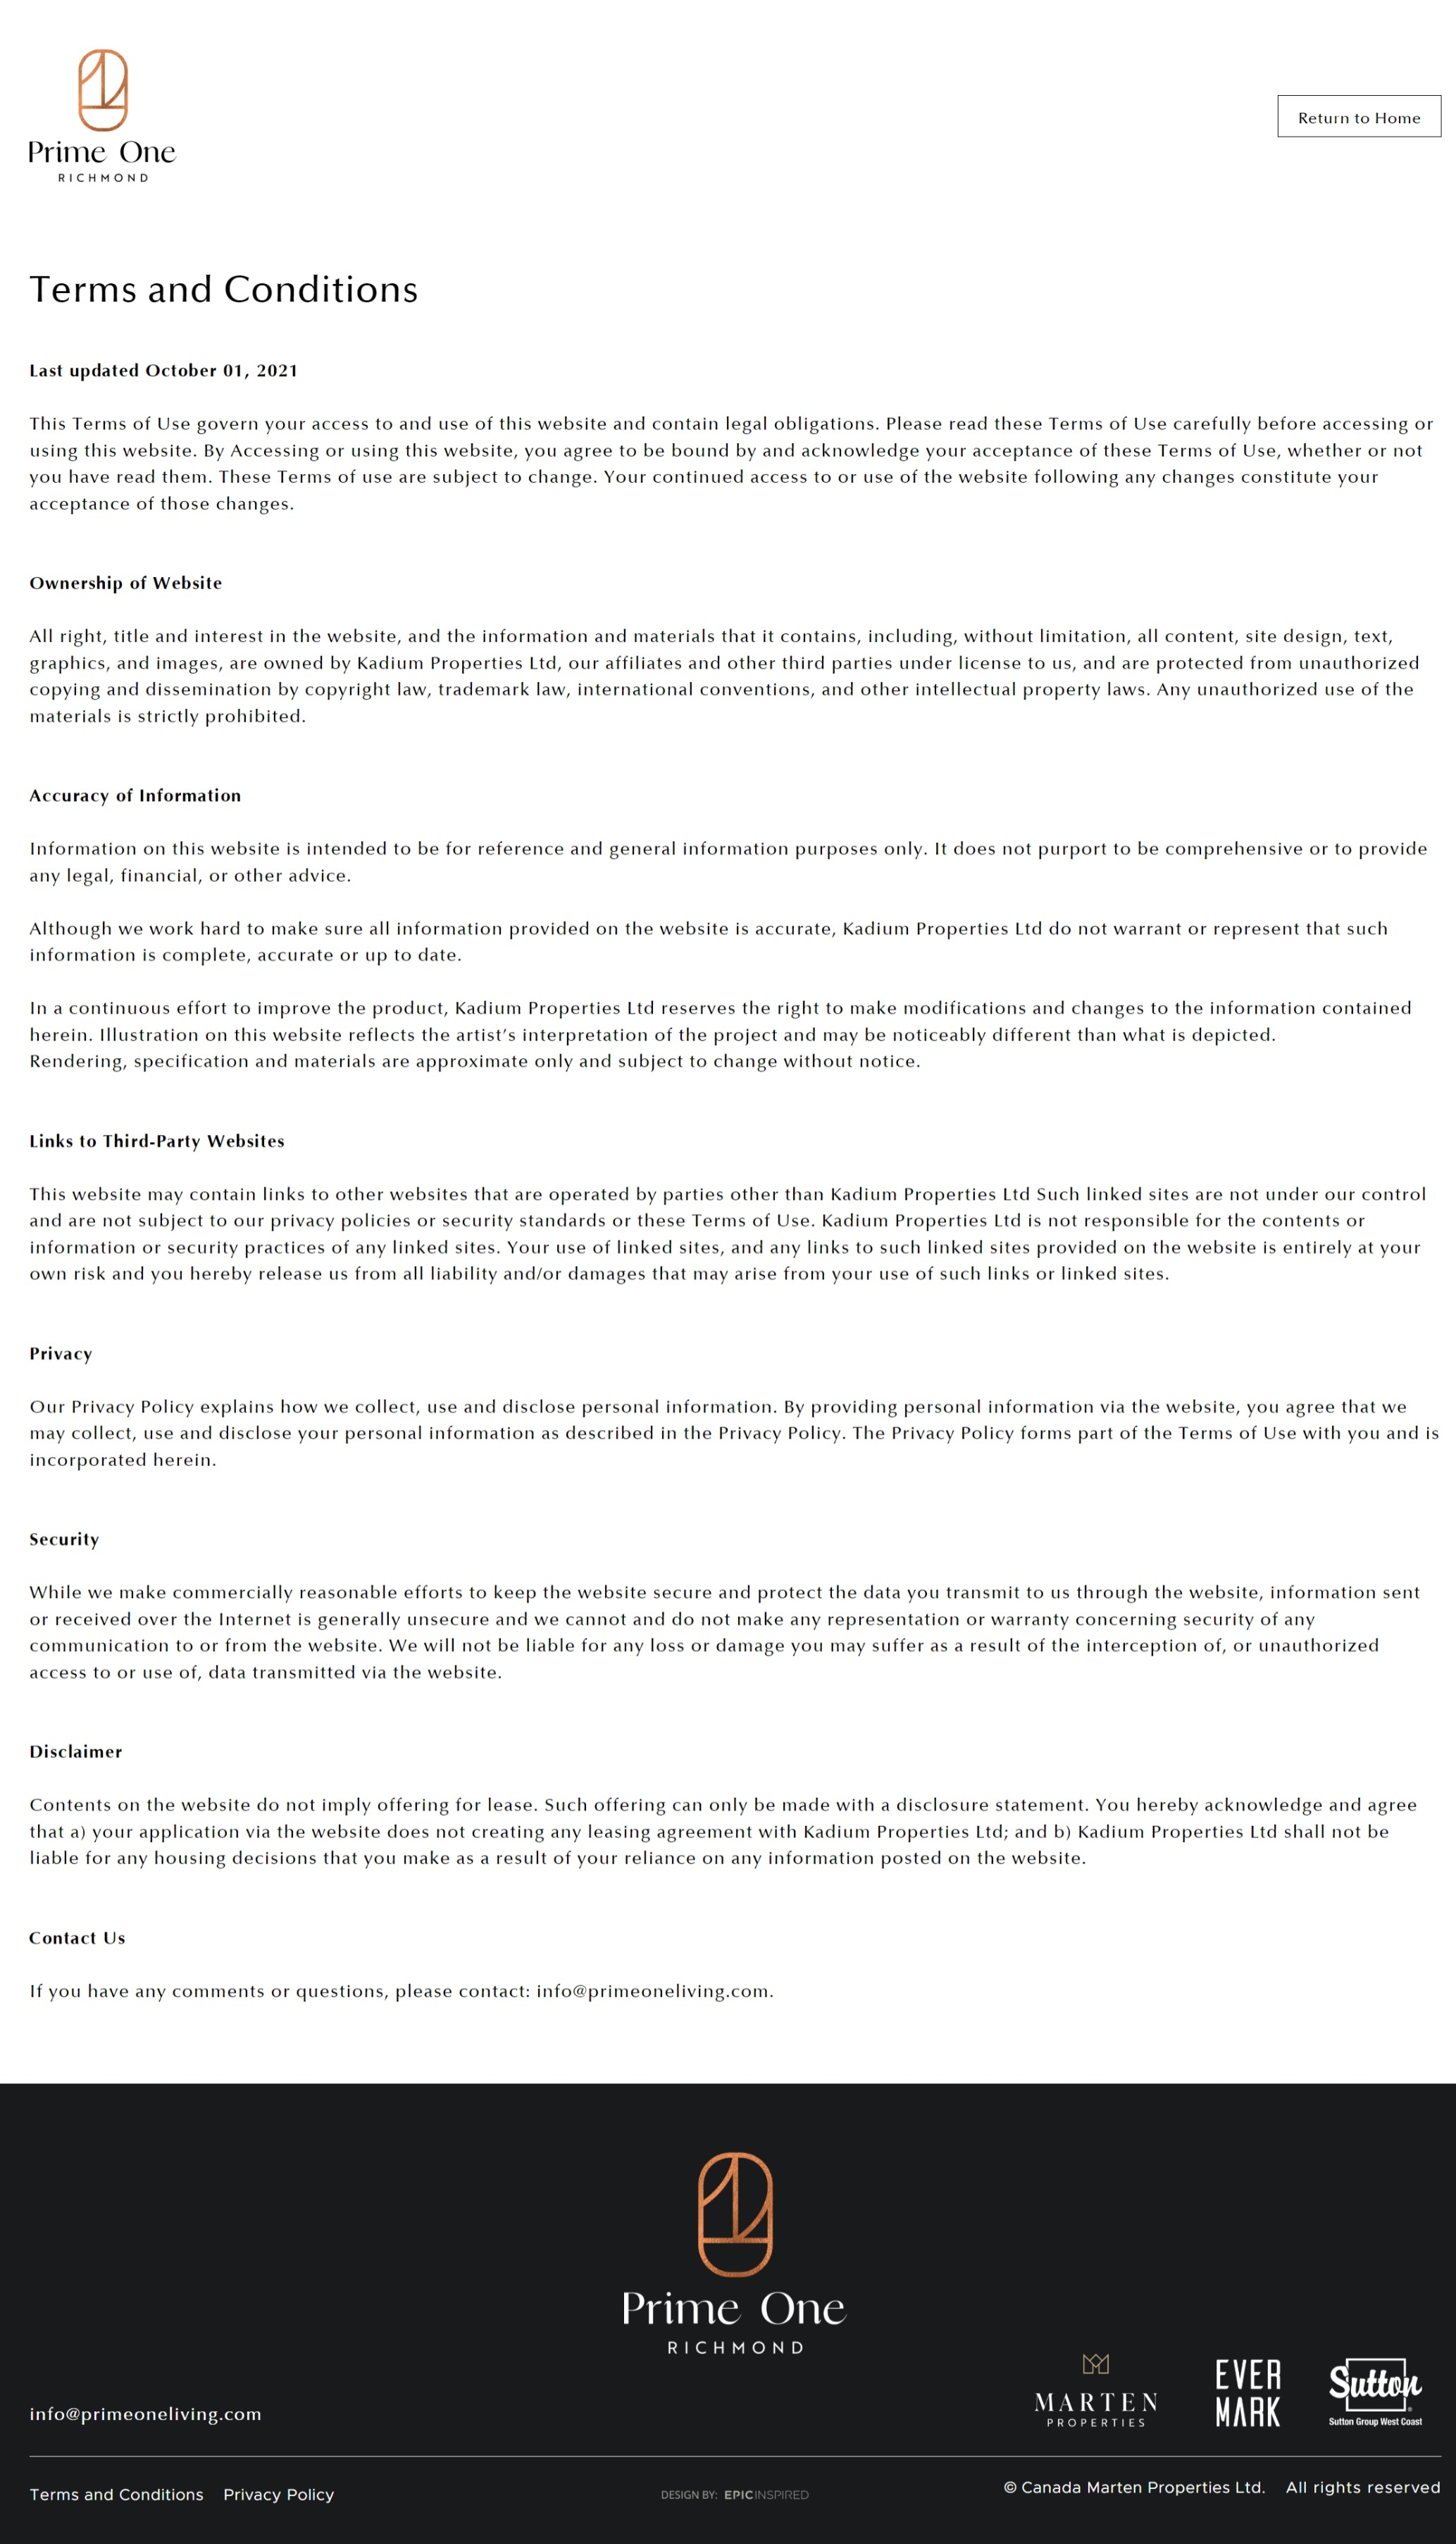 Prime One
RICHMOND
Return to Home
Terms and Conditions
Last updated October 01, 2021
This Terms of Use govern your access to and use of this website and contain legal obligations. Please read these Terms of Use carefully before accessing or
using this website. By Accessing or using this website, you agree to be bound by and acknowledge your acceptance of these Terms of Use, whether or not
you have read them. These Terms of use are subject to change. Your continued access to or use of the website following any changes constitute your
acceptance of those changes.
Ownership of Website
All right, title and interest in the website, and the information and materials that it contains, including, without limitation, all content, site design, text,
graphics, and images, are owned by Kadium Properties Ltd, our affiliates and other third parties under license to us, and are protected from unauthorized
copying and dissemination by copyright law, trademark law, international conventions, and other intellectual property laws. Any unauthorized use of the
materials is strictly prohibited.
Accuracy of Information
Information on this website is intended to be for reference and general information purposes only. It does not purport to be comprehensive or to provide
any legal, financial, or other advice.
Although we work hard to make sure all information provided on the website is accurate, Kadium Properties Ltd do not warrant or represent that such
information is complete, accurate or up to date.
In a continuous effort to improve the product, Kadium Properties Ltd reserves the right to make modifications and changes to the information contained
herein. Illustration on this website reflects the artist’s interpretation of the project and may be noticeably different than what is depicted.
Rendering, specification and materials are approximate only and subject to change without notice.
Links to Third-Party Websites
This website may contain links to other websites that are operated by parties other than Kadium Properties Ltd Such linked sites are not under our control
and are not subject to our privacy policies or security standards or these Terms of Use. Kadium Properties Ltd is not responsible for the contents or
information or security practices of any linked sites. Your use of linked sites, and any links to such linked sites provided on the website is entirely at your
own risk and you hereby release us from all liability and/or damages that may arise from your use of such links or linked sites.
Privacy
Our Privacy Policy explains how we collect, use and disclose personal information. By providing personal information via the website, you agree that we
may collect, use and disclose your personal information as described in the Privacy Policy. The Privacy Policy forms part of the Terms of Use with you and is
incorporated herein.
Security
While we make commercially reasonable efforts to keep the website secure and protect the data you transmit to us through the website, information sent
or received over the Internet is generally unsecure and we cannot and do not make any representation or warranty concerning security of any
communication to or from the website. We will not be liable for any loss or damage you may suffer as a result of the interception of, or unauthorized
access to or use of, data transmitted via the website.
Disclaimer
Contents on the website do not imply offering for lease. Such offering can only be made with a disclosure statement. You hereby acknowledge and agree
that a) your application via the website does not creating any leasing agreement with Kadium Properties Ltd; and b) Kadium Properties Ltd shall not be
liable for any housing decisions that you make as a result of your reliance on any information posted on the website.
Contact Us
If you have any comments or questions, please contact: info@primeoneliving.com.
Prime One
RICHMOND
info@primeoneliving.com
MARTEN
PROPERTIES
EVER
MARK
Sutton
Sutton Group West Coast
Terms and Conditions Privacy Policy
DESIGN BY: EPICINSPIRED
© Canada Marten Properties Ltd. All rights reserved